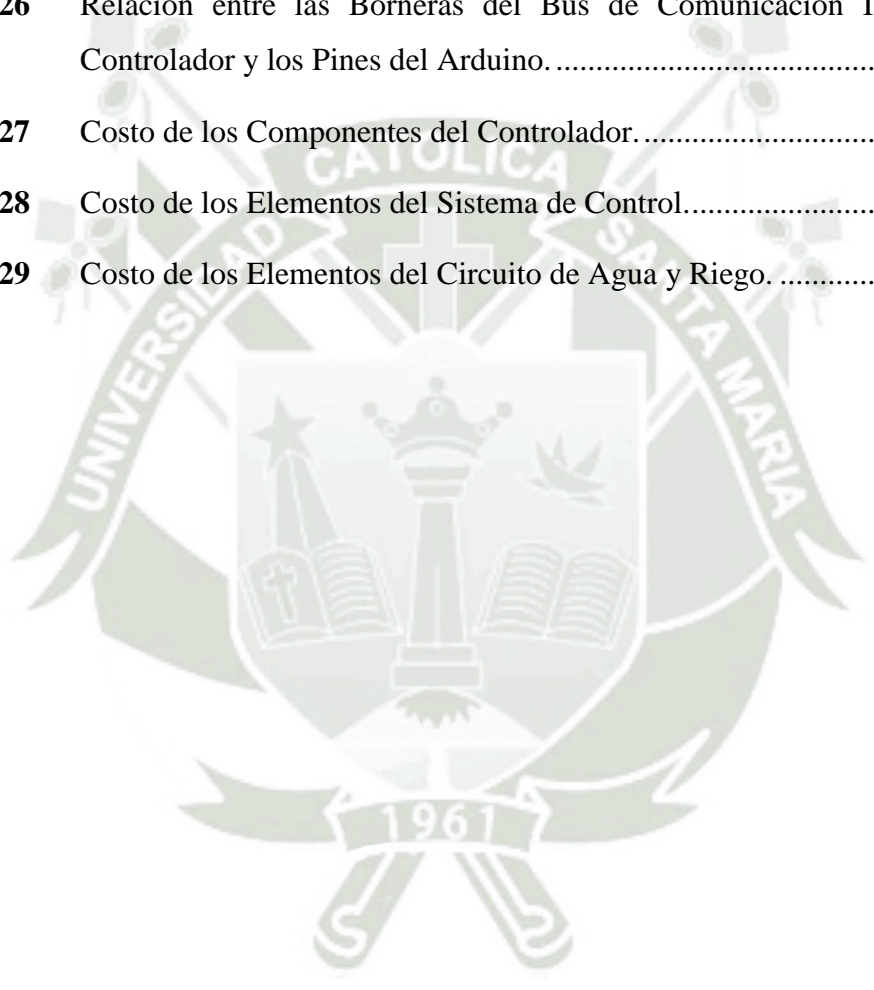 26 Relación entre las Borneras del Bus de Comunicación
Controlador y los Pines del Arduino. ........................................
27 Costo de los Componentes del Controlador. .............................
28 Costo de los Elementos del Sistema de Control. .......................
29 Costo de los Elementos del Circuito de Agua y Riego. ............
UNIVERSIDAD CATOLICA SANTA MARIA
1961